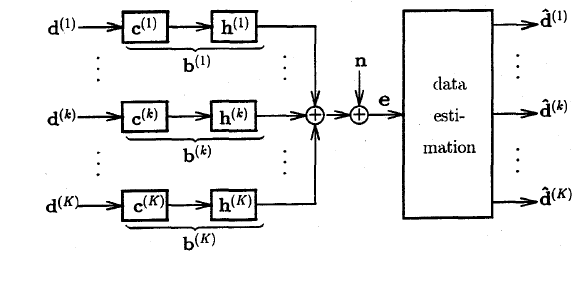 d(1) c(1) h(1) d̂(1)
b(1)
n
data
e
d(k) c(k) h(k) esti- d̂(k)
mation
b(k)
d(K) c(K) h(K) d̂(K)
b(K)